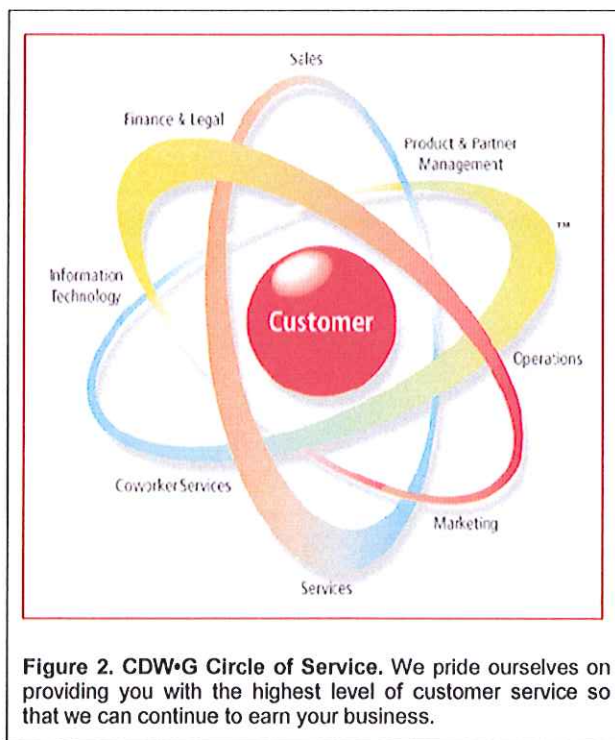 Sales
Finance & Legal
Product & Partner
Management
™
Information
Technology
Customer
Operations
Coworker Services
Marketing
Services
Figure 2. CDW•G Circle of Service. We pride ourselves on
providing you with the highest level of customer service so
that we can continue to earn your business.